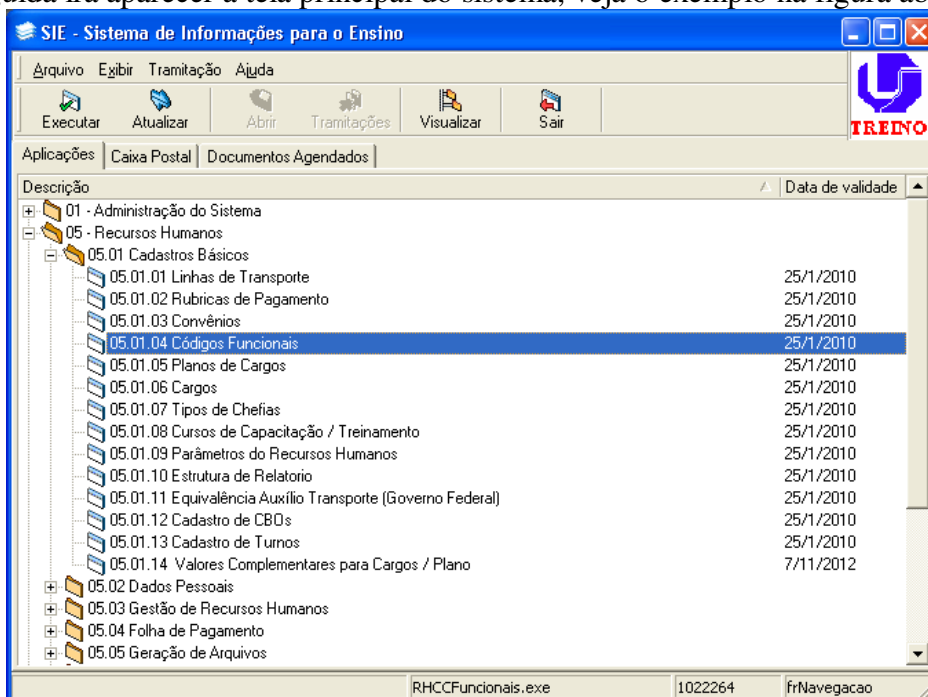 uida irá aparecer a tela principal do sistema, veja o exemplo na figura ab
SIE - Sistema de Informações para o Ensino
Arquivo Exibir Tramitação Ajuda
Executar Atualizar Abrir Tramitações Visualizar Sair
TREINO
Aplicações Caixa Postal Documentos Agendados
Descrição Data de validade
01 - Administração do Sistema
05 - Recursos Humanos
05.01 Cadastros Básicos
05.01.01 Linhas de Transporte 25/1/2010
05.01.02 Rubricas de Pagamento 25/1/2010
05.01.03 Convênios 25/1/2010
05.01.04 Códigos Funcionais 25/1/2010
05.01.05 Planos de Cargos 25/1/2010
05.01.06 Cargos 25/1/2010
05.01.07 Tipos de Chefias 25/1/2010
05.01.08 Cursos de Capacitação / Treinamento 25/1/2010
05.01.09 Parâmetros do Recursos Humanos 25/1/2010
05.01.10 Estrutura de Relatorio 25/1/2010
05.01.11 Equivalência Auxílio Transporte (Governo Federal) 25/1/2010
05.01.12 Cadastro de CBOs 25/1/2010
05.01.13 Cadastro de Turnos 25/1/2010
05.01.14 Valores Complementares para Cargos / Plano 7/11/2012
05.02 Dados Pessoais
05.03 Gestão de Recursos Humanos
05.04 Folha de Pagamento
05.05 Geração de Arquivos
RHCCFuncionais.exe 1022264 frNavegacao